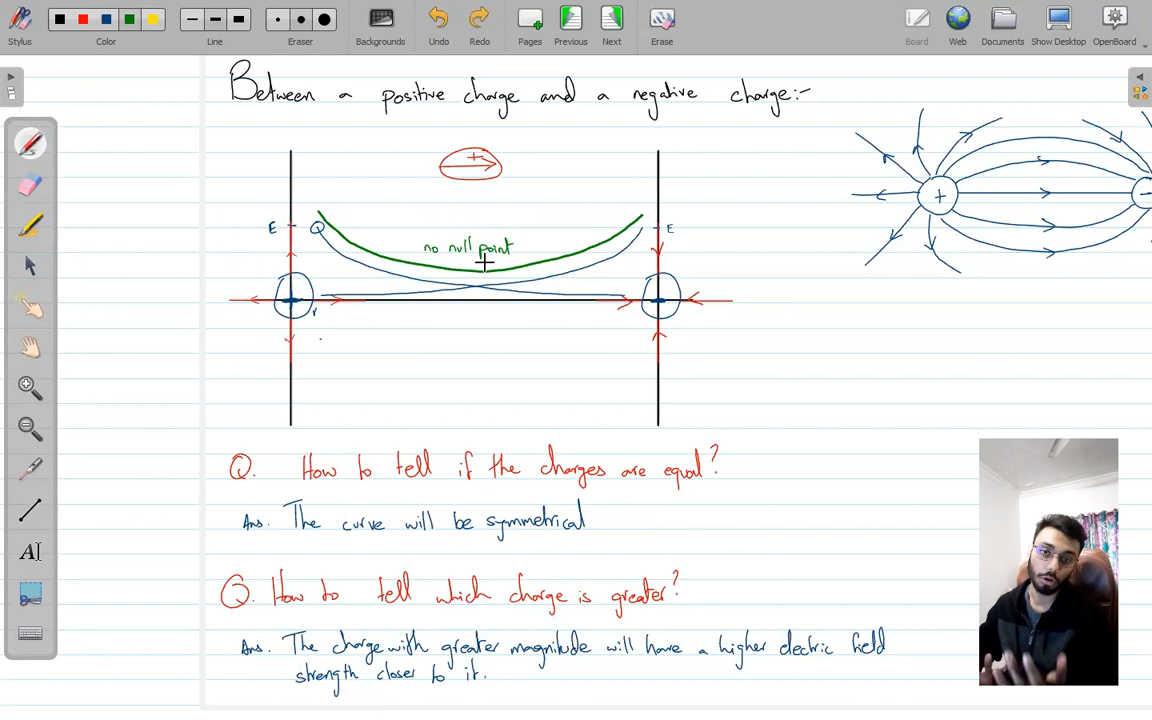 Stylus
Color
Line
Eraser
Backgrounds
Undo
Redo
Pages
Previous
Next
Erase
Board
Web
Documents
Show Desktop
OpenBoard
Between a positive charge and a negative charge:-
+
+
-
E
Q
E
no null point
r
Q. How to tell if the charges are equal?
Ans. The curve will be symmetrical
Q. How to tell which charge is greater?
Ans. The charge with greater magnitude will have a higher electric field
strength closer to it.
A